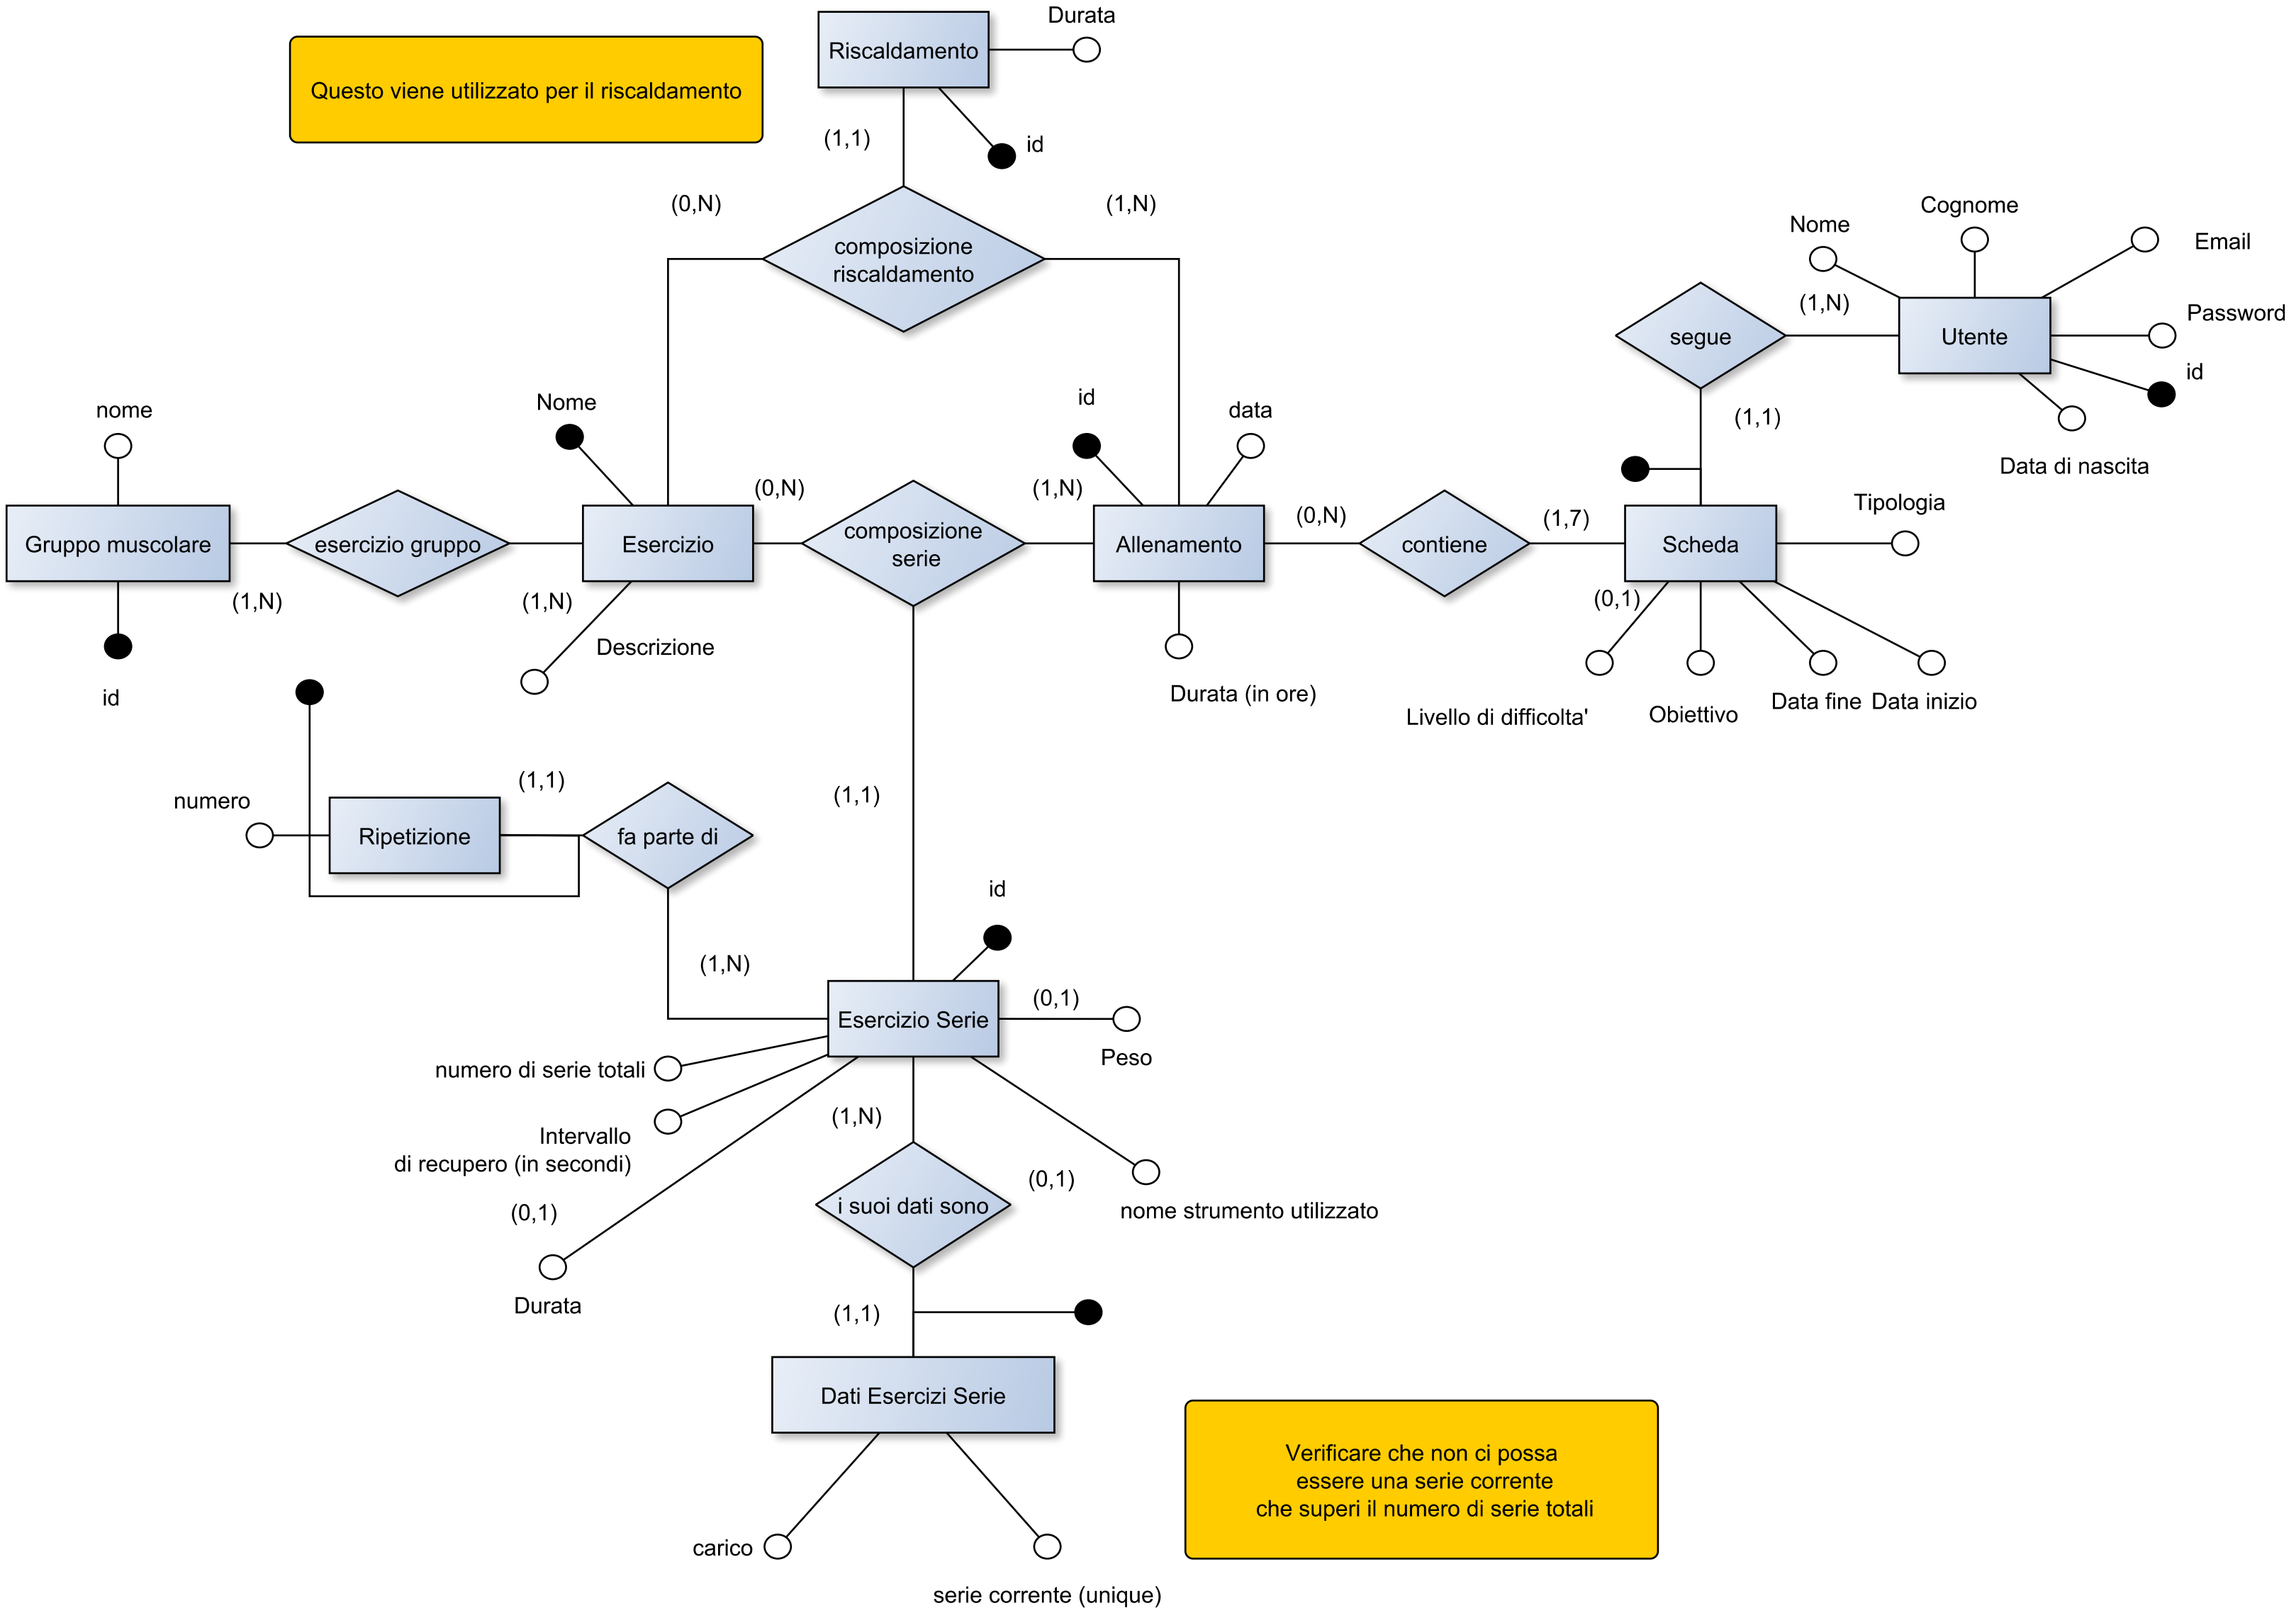 Durata
Riscaldamento
Questo viene utilizzato per il riscaldamento
(1,1)
id
(0,N)
(1,N)
composizione
riscaldamento
Nome
Cognome
Email
(1,N)
Password
segue
Utente
id
(1,1)
Data di nascita
nome
Nome
id
data
(0,N)
(1,N)
(0,N)
(1,7)
Tipologia
Gruppo muscolare
esercizio gruppo
Esercizio
composizione
serie
Allenamento
contiene
Scheda
(1,N)
(1,N)
(0,1)
Descrizione
id
Durata (in ore)
Livello di difficolta'
Obiettivo
Data fine
Data inizio
numero
(1,1)
(1,1)
Ripetizione
fa parte di
id
(1,N)
(0,1)
Esercizio Serie
Peso
numero di serie totali
(1,N)
Intervallo
di recupero (in secondi)
(0,1)
(0,1)
i suoi dati sono
nome strumento utilizzato
Durata
(1,1)
Dati Esercizi Serie
Verificare che non ci possa
essere una serie corrente
che superi il numero di serie totali
carico
serie corrente (unique)